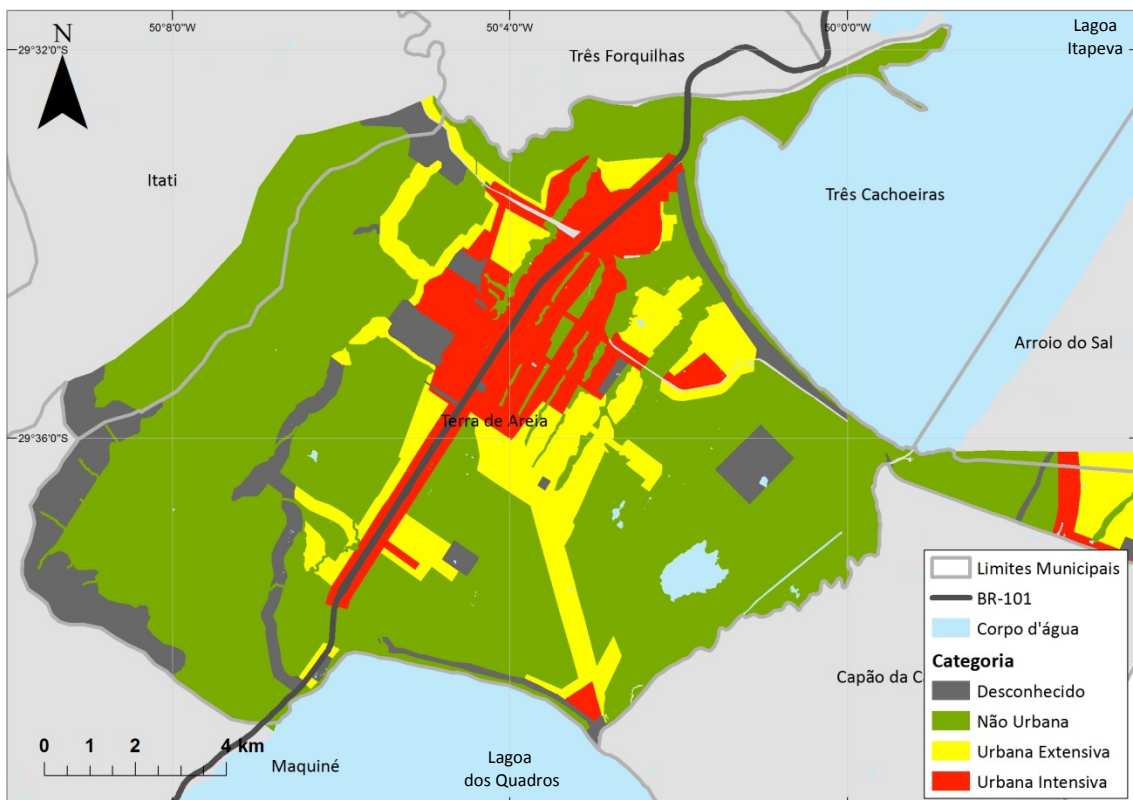 50°8'0"W
50°4'0"W
50°0'0"W
Lagoa
Itapeva
29°32'0"S
N
Três Forquilhas
Itati
Três Cachoeiras
Arroio do Sal
Terra de Areia
29°36'0"S
Limites Municipais
BR-101
Corpo d'água
Categoria
Capão da C
Desconhecido
Não Urbana
Urbana Extensiva
Urbana Intensiva
0 1 2 4 km
Maquiné
Lagoa
dos Quadros